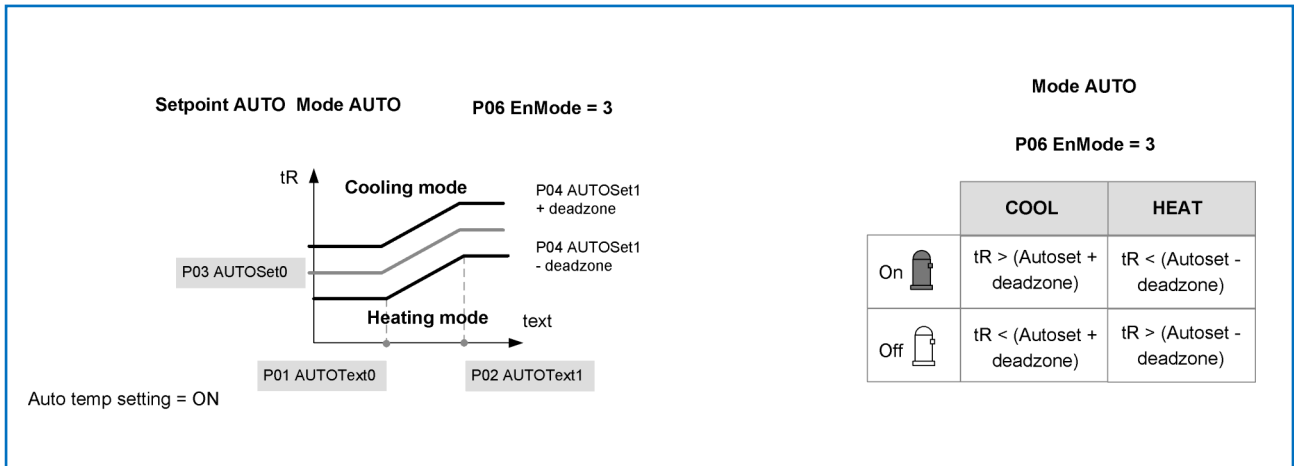 Setpoint AUTO Mode AUTO
P06 EnMode = 3
tR
Cooling mode
P04 AUTOSet1
+ deadzone
P04 AUTOSet1
- deadzone
P03 AUTOSet0
Heating mode
text
P01 AUTOText0
P02 AUTOText1
Auto temp setting = ON
Mode AUTO
P06 EnMode = 3
COOL
HEAT
On
tR > (Autoset +
deadzone)
tR < (Autoset -
deadzone)
Off
tR < (Autoset +
deadzone)
tR > (Autoset -
deadzone)